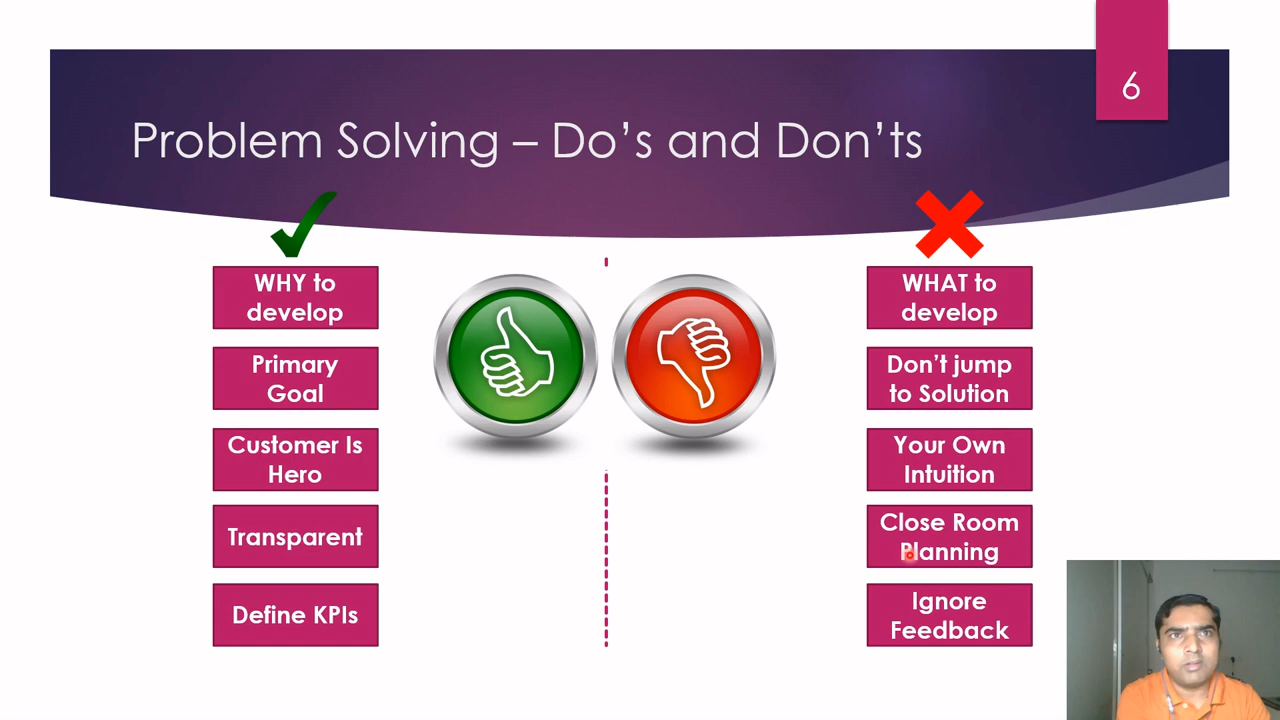 6
Problem Solving – Do’s and Don’ts
WHY to
develop
Primary
Goal
Customer Is
Hero
Transparent
Define KPIs
WHAT to
develop
Don’t jump
to Solution
Your Own
Intuition
Close Room
Planning
Ignore
Feedback